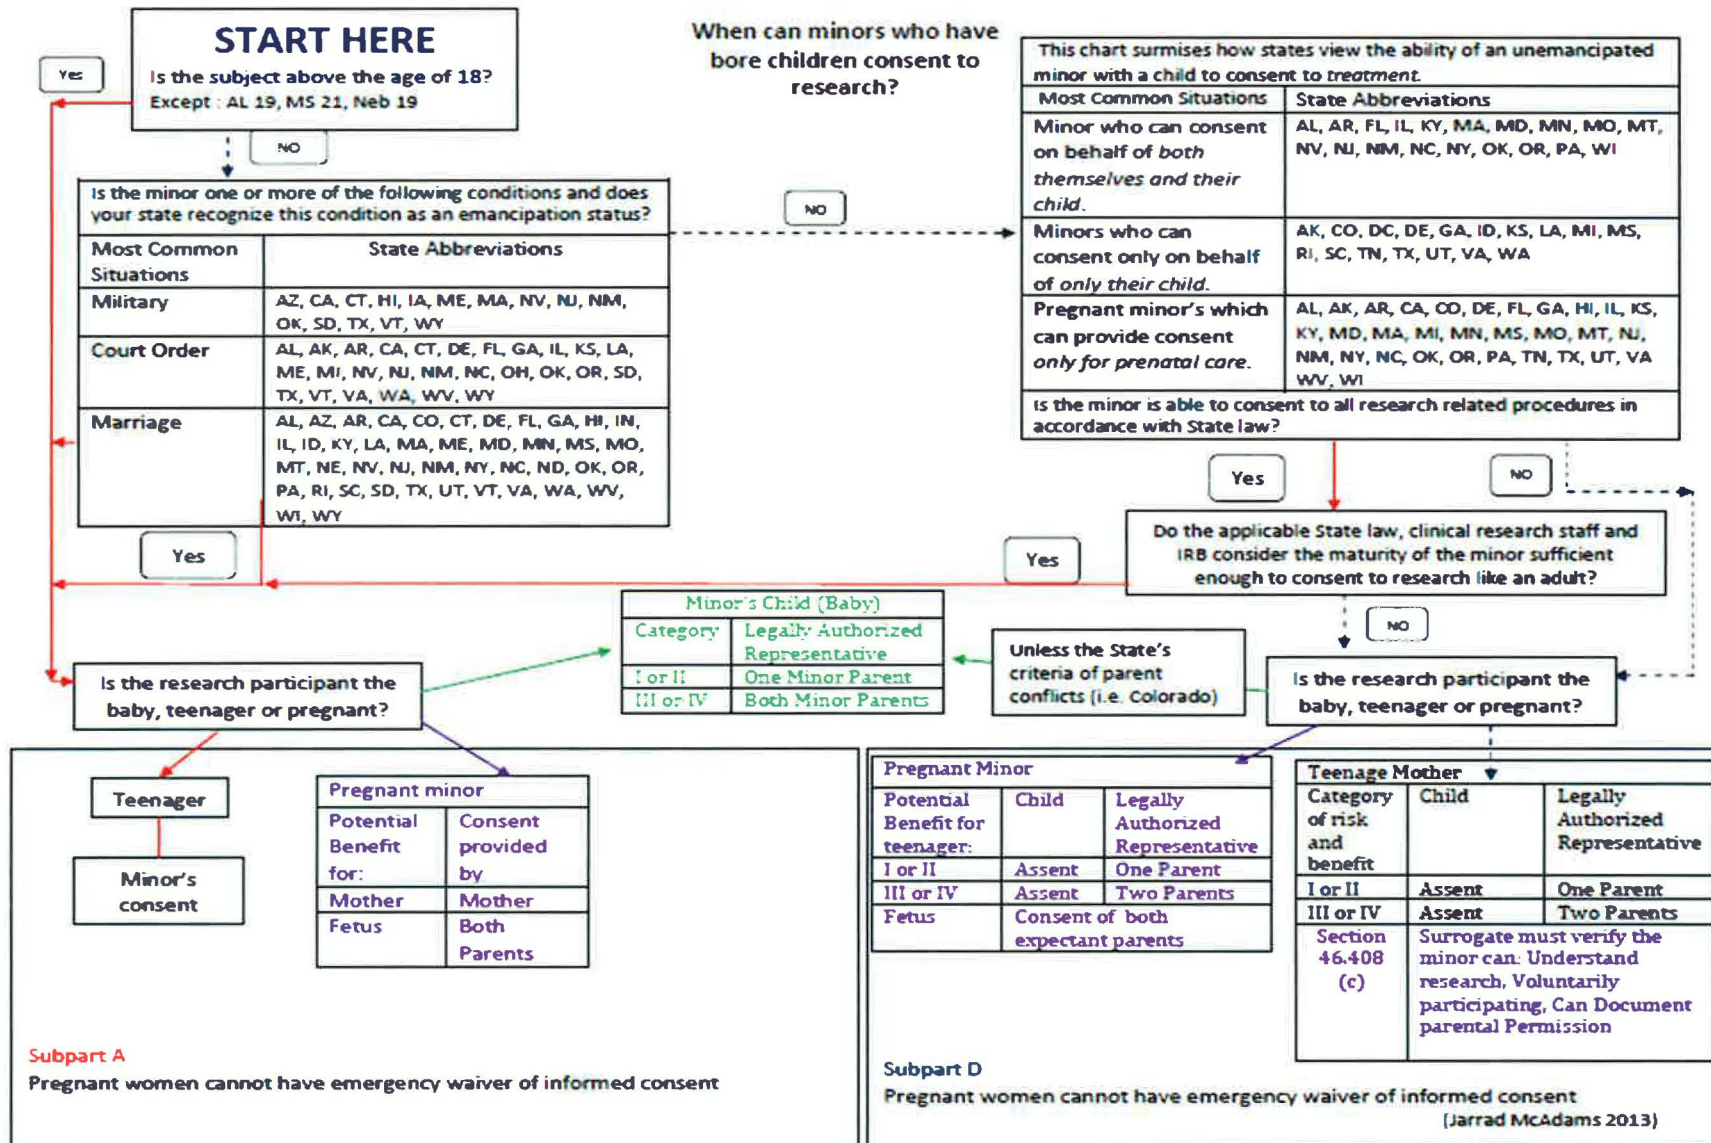 START HERE
Is the subject above the age of 18?
Except : AL 19, MS 21, Neb 19
Yes
NO
When can minors who have
bore children consent to
research?
Is the minor one or more of the following conditions and does
your state recognize this condition as an emancipation status?
Most Common
Situations
State Abbreviations
Military
AZ, CA, CT, HI, IA, ME, MA, NV, NJ, NM,
OK, SD, TX, VT, WY
Court Order
AL, AK, AR, CA, CT, DE, FL, GA, IL, KS, LA,
ME, MI, NV, NJ, NM, NC, OH, OK, OR, SD,
TX, VT, VA, WA, WV, WY
Marriage
AL, AZ, AR, CA, CO, CT, DE, FL, GA, HI, IN,
IL, ID, KY, LA, MA, ME, MD, MN, MS, MO,
MT, NE, NV, NJ, NM, NY, NC, ND, OK, OR,
PA, RI, SC, SD, TX, UT, VT, VA, WA, WV,
WI, WY
NO
This chart surmises how states view the ability of an unemancipated
minor with a child to consent to treatment.
Most Common Situations
State Abbreviations
Minor who can consent
on behalf of both
themselves and their
child.
AL, AR, FL, IL, KY, MA, MD, MN, MO, MT,
NV, NJ, NM, NC, NY, OK, OR, PA, WI
Minors who can
consent only on behalf
of only their child.
AK, CO, DC, DE, GA, ID, KS, LA, MI, MS,
RI, SC, TN, TX, UT, VA, WA
Pregnant minor's which
can provide consent
only for prenatal care.
AL, AK, AR, CA, CO, DE, FL, GA, HI, IL, KS,
KY, MD, MA, MI, MN, MS, MO, MT, NJ,
NM, NY, NC, OK, OR, PA, TN, TX, UT, VA
WV, WI
Is the minor is able to consent to all research related procedures in
accordance with State law?
Yes
NO
Do the applicable State law, clinical research staff and
IRB consider the maturity of the minor sufficient
enough to consent to research like an adult?
Yes
Yes
NO
Minor's Child (Baby)
Category
Legally Authorized
Representative
I or II
One Minor Parent
III or IV
Both Minor Parents
Unless the State's
criteria of parent
conflicts (i.e. Colorado)
Is the research participant the
baby, teenager or pregnant?
Is the research participant the
baby, teenager or pregnant?
Teenager
Minor's
consent
Pregnant minor
Potential
Benefit
for:
Consent
provided
by
Mother
Mother
Fetus
Both
Parents
Subpart A
Pregnant women cannot have emergency waiver of informed consent
Pregnant Minor
Potential
Benefit for
teenager:
Child
Legally
Authorized
Representative
I or II
Assent
One Parent
III or IV
Assent
Two Parents
Fetus
Consent of both
expectant parents
Teenage Mother
Category
of risk
and
benefit
Child
Legally
Authorized
Representative
I or II
Assent
One Parent
III or IV
Assent
Two Parents
Section
46.408
(c)
Surrogate must verify the
minor can: Understand
research, Voluntarily
participating, Can Document
parental Permission
Subpart D
Pregnant women cannot have emergency waiver of informed consent
(Jarrad McAdams 2013)